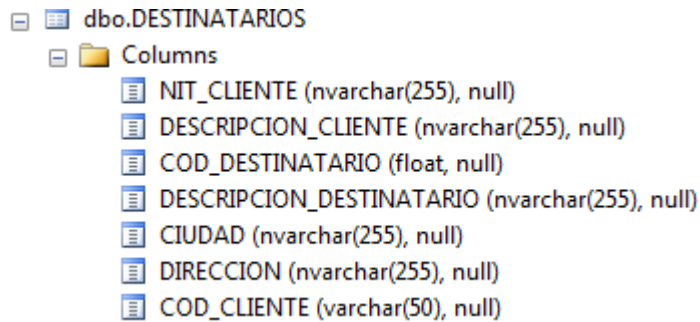 dbo.DESTINATARIOS
Columns
NIT_CLIENTE (nvarchar(255), null)
DESCRIPCION_CLIENTE (nvarchar(255), null)
COD_DESTINATARIO (float, null)
DESCRIPCION_DESTINATARIO (nvarchar(255), null)
CIUDAD (nvarchar(255), null)
DIRECCION (nvarchar(255), null)
COD_CLIENTE (varchar(50), null)